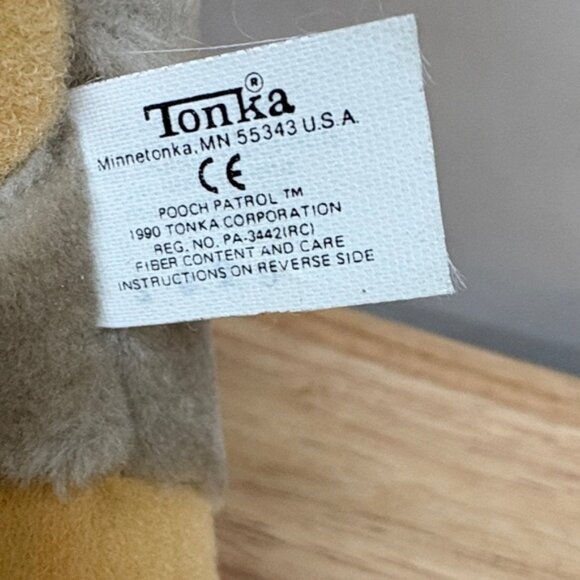 Tonka®
Minnetonka, MN 55343 U.S.A.
CE
POOCH PATROL ™
1990 TONKA CORPORATION
REG. NO. PA-3442(RC)
FIBER CONTENT AND CARE
INSTRUCTIONS ON REVERSE SIDE